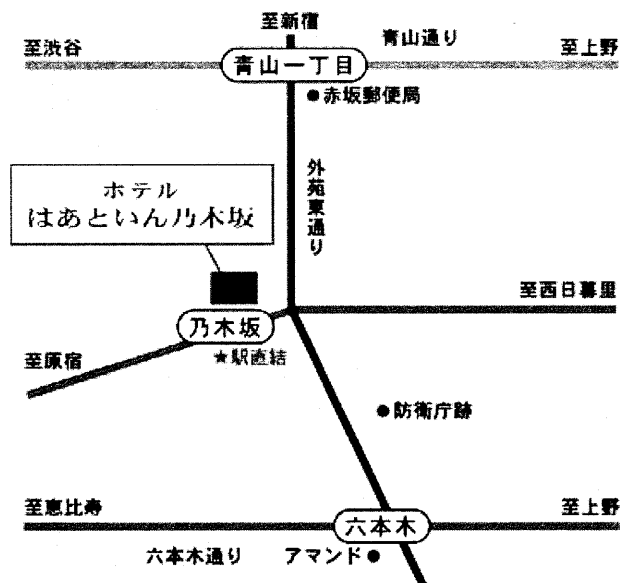 至新宿
青山通り
至渋谷
至上野
青山一丁目
●赤坂郵便局
外苑東通り
ホテル
はあといん乃木坂
至西日暮里
乃木坂
★駅直結
至原宿
●防衛庁跡
至恵比寿
至上野
六本木
六本木通り
アマンド●